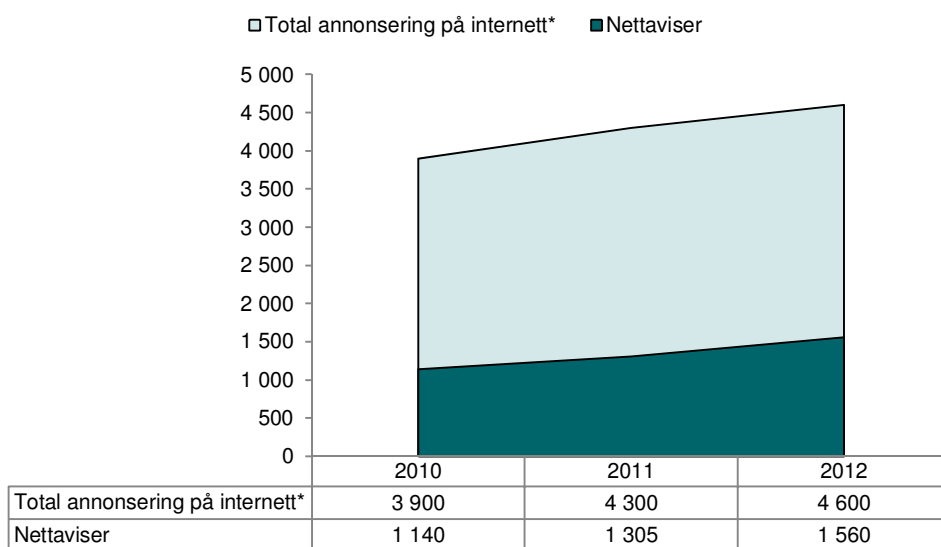 Total annonsering på internett* Nettaviser
5 000
4 500
4 000
3 500
3 000
2 500
2 000
1 500
1 000
500
0
2010 2011 2012
Total annonsering på internett* 3 900 4 300 4 600
Nettaviser 1 140 1 305 1 560